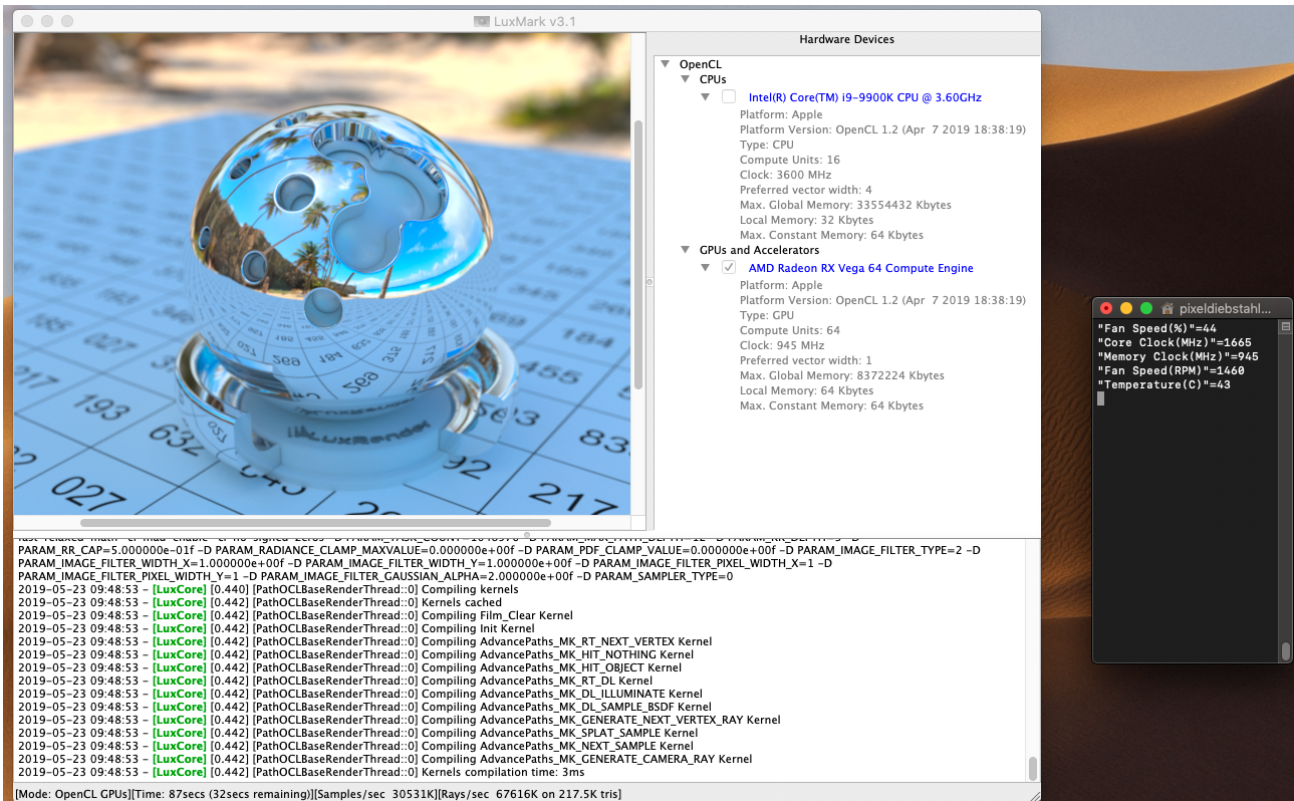 LuxMark v3.1
Hardware Devices
OpenCL
CPUs
Intel(R) Core(TM) i9-9900K CPU @ 3.60GHz
Platform: Apple
Platform Version: OpenCL 1.2 (Apr 7 2019 18:38:19)
Type: CPU
Compute Units: 16
Clock: 3600 MHz
Preferred vector width: 4
Max. Global Memory: 33554432 Kbytes
Local Memory: 32 Kbytes
Max. Constant Memory: 64 Kbytes
GPUs and Accelerators
AMD Radeon RX Vega 64 Compute Engine
Platform: Apple
Platform Version: OpenCL 1.2 (Apr 7 2019 18:38:19)
Type: GPU
Compute Units: 64
Clock: 945 MHz
Preferred vector width: 1
Max. Global Memory: 8372224 Kbytes
Local Memory: 64 Kbytes
Max. Constant Memory: 64 Kbytes
269
184
269
217
455
193
632
563
83
LuxRender
027
92
217
PARAM_RR_CAP=5.000000e-01f -D PARAM_RADIANCE_CLAMP_MAXVALUE=0.000000e+00f -D PARAM_PDF_CLAMP_VALUE=0.000000e+00f -D PARAM_IMAGE_FILTER_TYPE=2 -D
PARAM_IMAGE_FILTER_WIDTH_X=1.000000e+00f -D PARAM_IMAGE_FILTER_WIDTH_Y=1.000000e+00f -D PARAM_IMAGE_FILTER_PIXEL_WIDTH_X=1 -D
PARAM_IMAGE_FILTER_PIXEL_WIDTH_Y=1 -D PARAM_IMAGE_FILTER_GAUSSIAN_ALPHA=2.000000e+00f -D PARAM_SAMPLER_TYPE=0
2019-05-23 09:48:53 - [LuxCore] [0.440] [PathOCLBaseRenderThread::0] Compiling kernels
2019-05-23 09:48:53 - [LuxCore] [0.442] [PathOCLBaseRenderThread::0] Kernels cached
2019-05-23 09:48:53 - [LuxCore] [0.442] [PathOCLBaseRenderThread::0] Compiling Film_Clear Kernel
2019-05-23 09:48:53 - [LuxCore] [0.442] [PathOCLBaseRenderThread::0] Compiling Init Kernel
2019-05-23 09:48:53 - [LuxCore] [0.442] [PathOCLBaseRenderThread::0] Compiling AdvancePaths_MK_RT_NEXT_VERTEX Kernel
2019-05-23 09:48:53 - [LuxCore] [0.442] [PathOCLBaseRenderThread::0] Compiling AdvancePaths_MK_HIT_NOTHING Kernel
2019-05-23 09:48:53 - [LuxCore] [0.442] [PathOCLBaseRenderThread::0] Compiling AdvancePaths_MK_HIT_OBJECT Kernel
2019-05-23 09:48:53 - [LuxCore] [0.442] [PathOCLBaseRenderThread::0] Compiling AdvancePaths_MK_RT_DL Kernel
2019-05-23 09:48:53 - [LuxCore] [0.442] [PathOCLBaseRenderThread::0] Compiling AdvancePaths_MK_DL_ILLUMINATE Kernel
2019-05-23 09:48:53 - [LuxCore] [0.442] [PathOCLBaseRenderThread::0] Compiling AdvancePaths_MK_DL_SAMPLE_BSDF Kernel
2019-05-23 09:48:53 - [LuxCore] [0.442] [PathOCLBaseRenderThread::0] Compiling AdvancePaths_MK_GENERATE_NEXT_VERTEX_RAY Kernel
2019-05-23 09:48:53 - [LuxCore] [0.442] [PathOCLBaseRenderThread::0] Compiling AdvancePaths_MK_SPLAT_SAMPLE Kernel
2019-05-23 09:48:53 - [LuxCore] [0.442] [PathOCLBaseRenderThread::0] Compiling AdvancePaths_MK_NEXT_SAMPLE Kernel
2019-05-23 09:48:53 - [LuxCore] [0.442] [PathOCLBaseRenderThread::0] Compiling AdvancePaths_MK_GENERATE_CAMERA_RAY Kernel
2019-05-23 09:48:53 - [LuxCore] [0.442] [PathOCLBaseRenderThread::0] Kernels compilation time: 3ms
[Mode: OpenCL GPUs][Time: 87secs (32secs remaining)][Samples/sec 30531K][Rays/sec 67616K on 217.5K tris]
pixeldiebstahl...
"Fan Speed(%)"=44
"Core Clock(MHz)"=1665
"Memory Clock(MHz)"=945
"Fan Speed(RPM)"=1460
"Temperature(C)"=43